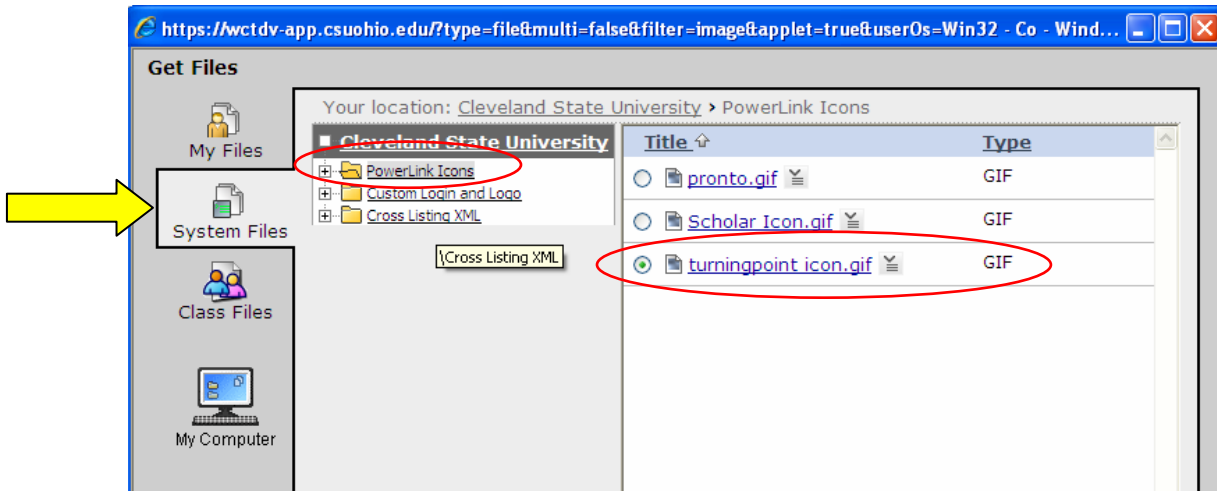 https://wctdv-app.csuohio.edu/?type=file&multi=false&filter=image&applet=true&userOs=Win32 - Co - Wind...
Get Files
My Files
System Files
Class Files
My Computer
Your location: Cleveland State University › PowerLink Icons
Cleveland State University
PowerLink Icons
Custom Login and Logo
Cross Listing XML
\Cross Listing XML
Title Type
pronto.gif GIF
Scholar Icon.gif GIF
turningpoint icon.gif GIF